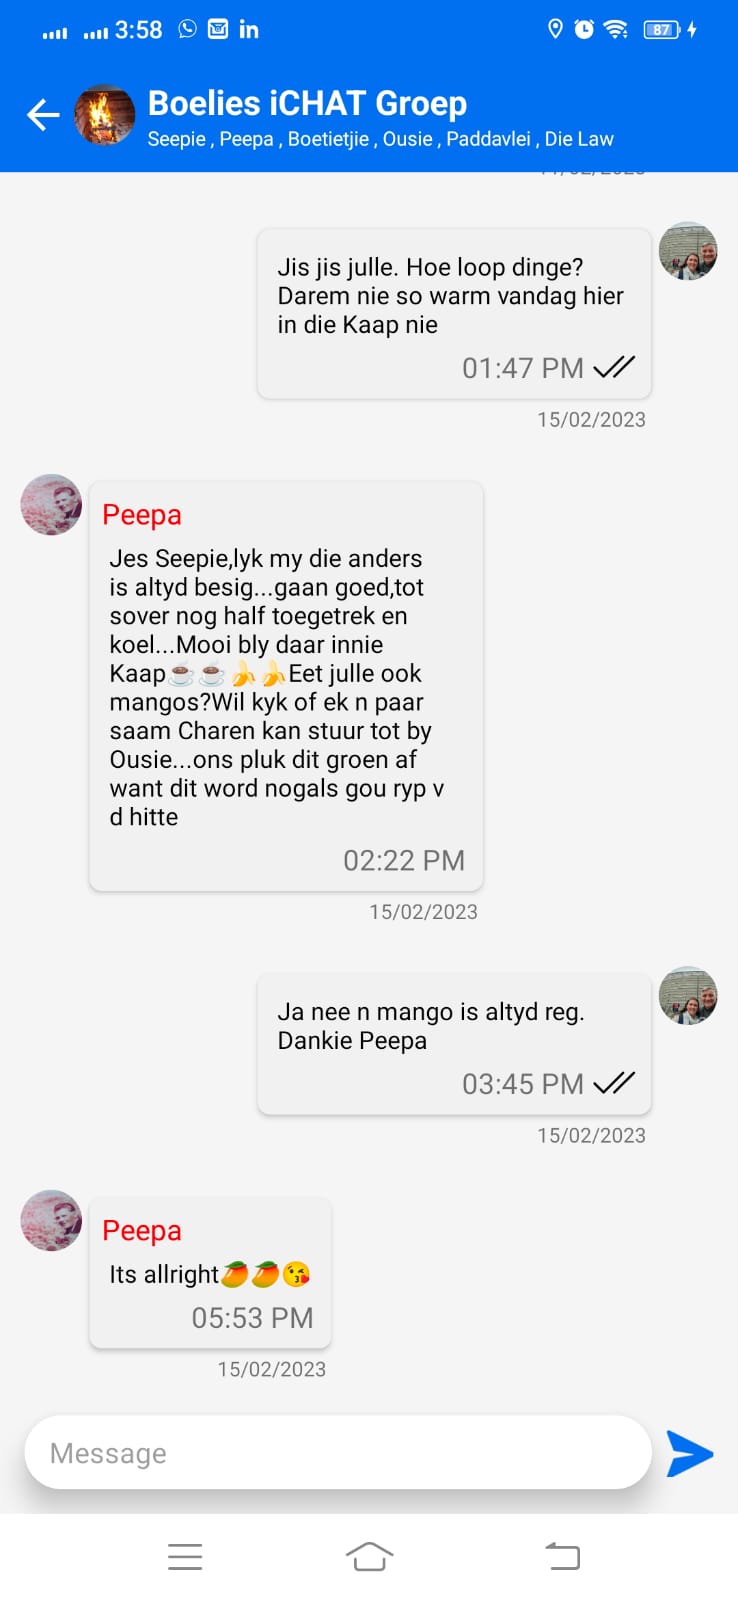 3:58 in 87
Boelies iCHAT Groep
Seepie , Peepa , Boetietjie , Ousie , Paddavlei , Die Law
Jis jis julle. Hoe loop dinge?
Darem nie so warm vandag hier
in die Kaap nie
01:47 PM
15/02/2023
Peepa
Jes Seepie,lyk my die anders
is altyd besig...gaan goed,tot
sover nog half toegetrek en
koel...Mooi bly daar innie
Kaap☕☕🍌🍌Eet julle ook
mangos?Wil kyk of ek n paar
saam Charen kan stuur tot by
Ousie...ons pluk dit groen af
want dit word nogals gou ryp v
d hitte
02:22 PM
15/02/2023
Ja nee n mango is altyd reg.
Dankie Peepa
03:45 PM
15/02/2023
Peepa
Its allright🥭🥭😘
05:53 PM
15/02/2023
Message